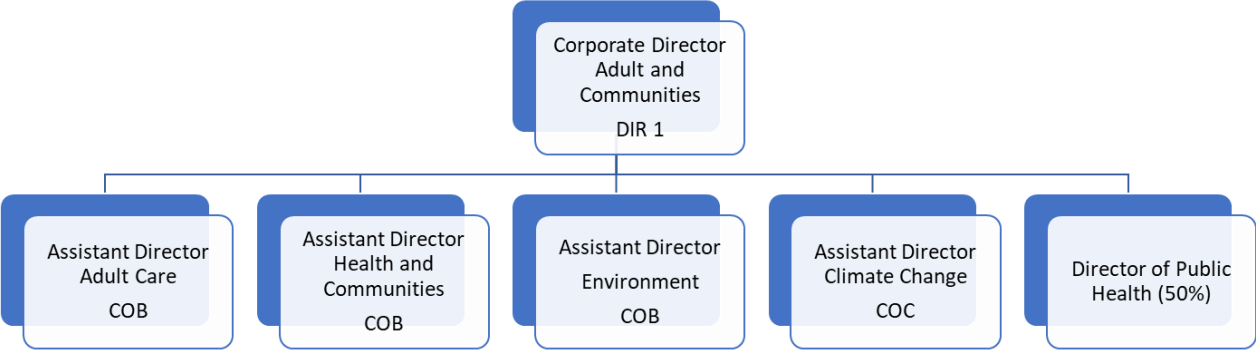 Corporate Director
Adult and
Communities
DIR 1
Assistant Director
Adult Care
COB
Assistant Director
Health and
Communities
COB
Assistant Director
Environment
COB
Assistant Director
Climate Change
COC
Director of Public
Health (50%)